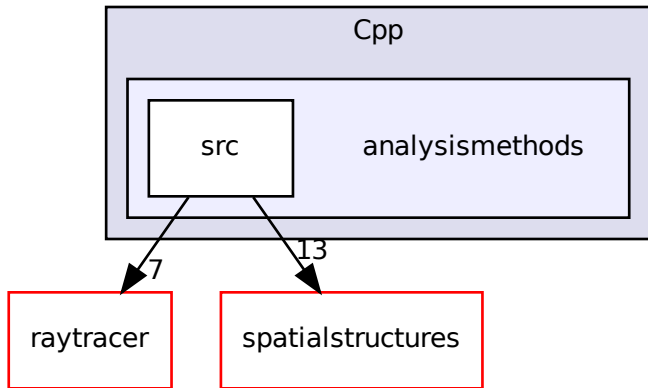 Cpp
src
analysismethods
7
13
raytracer
spatialstructures